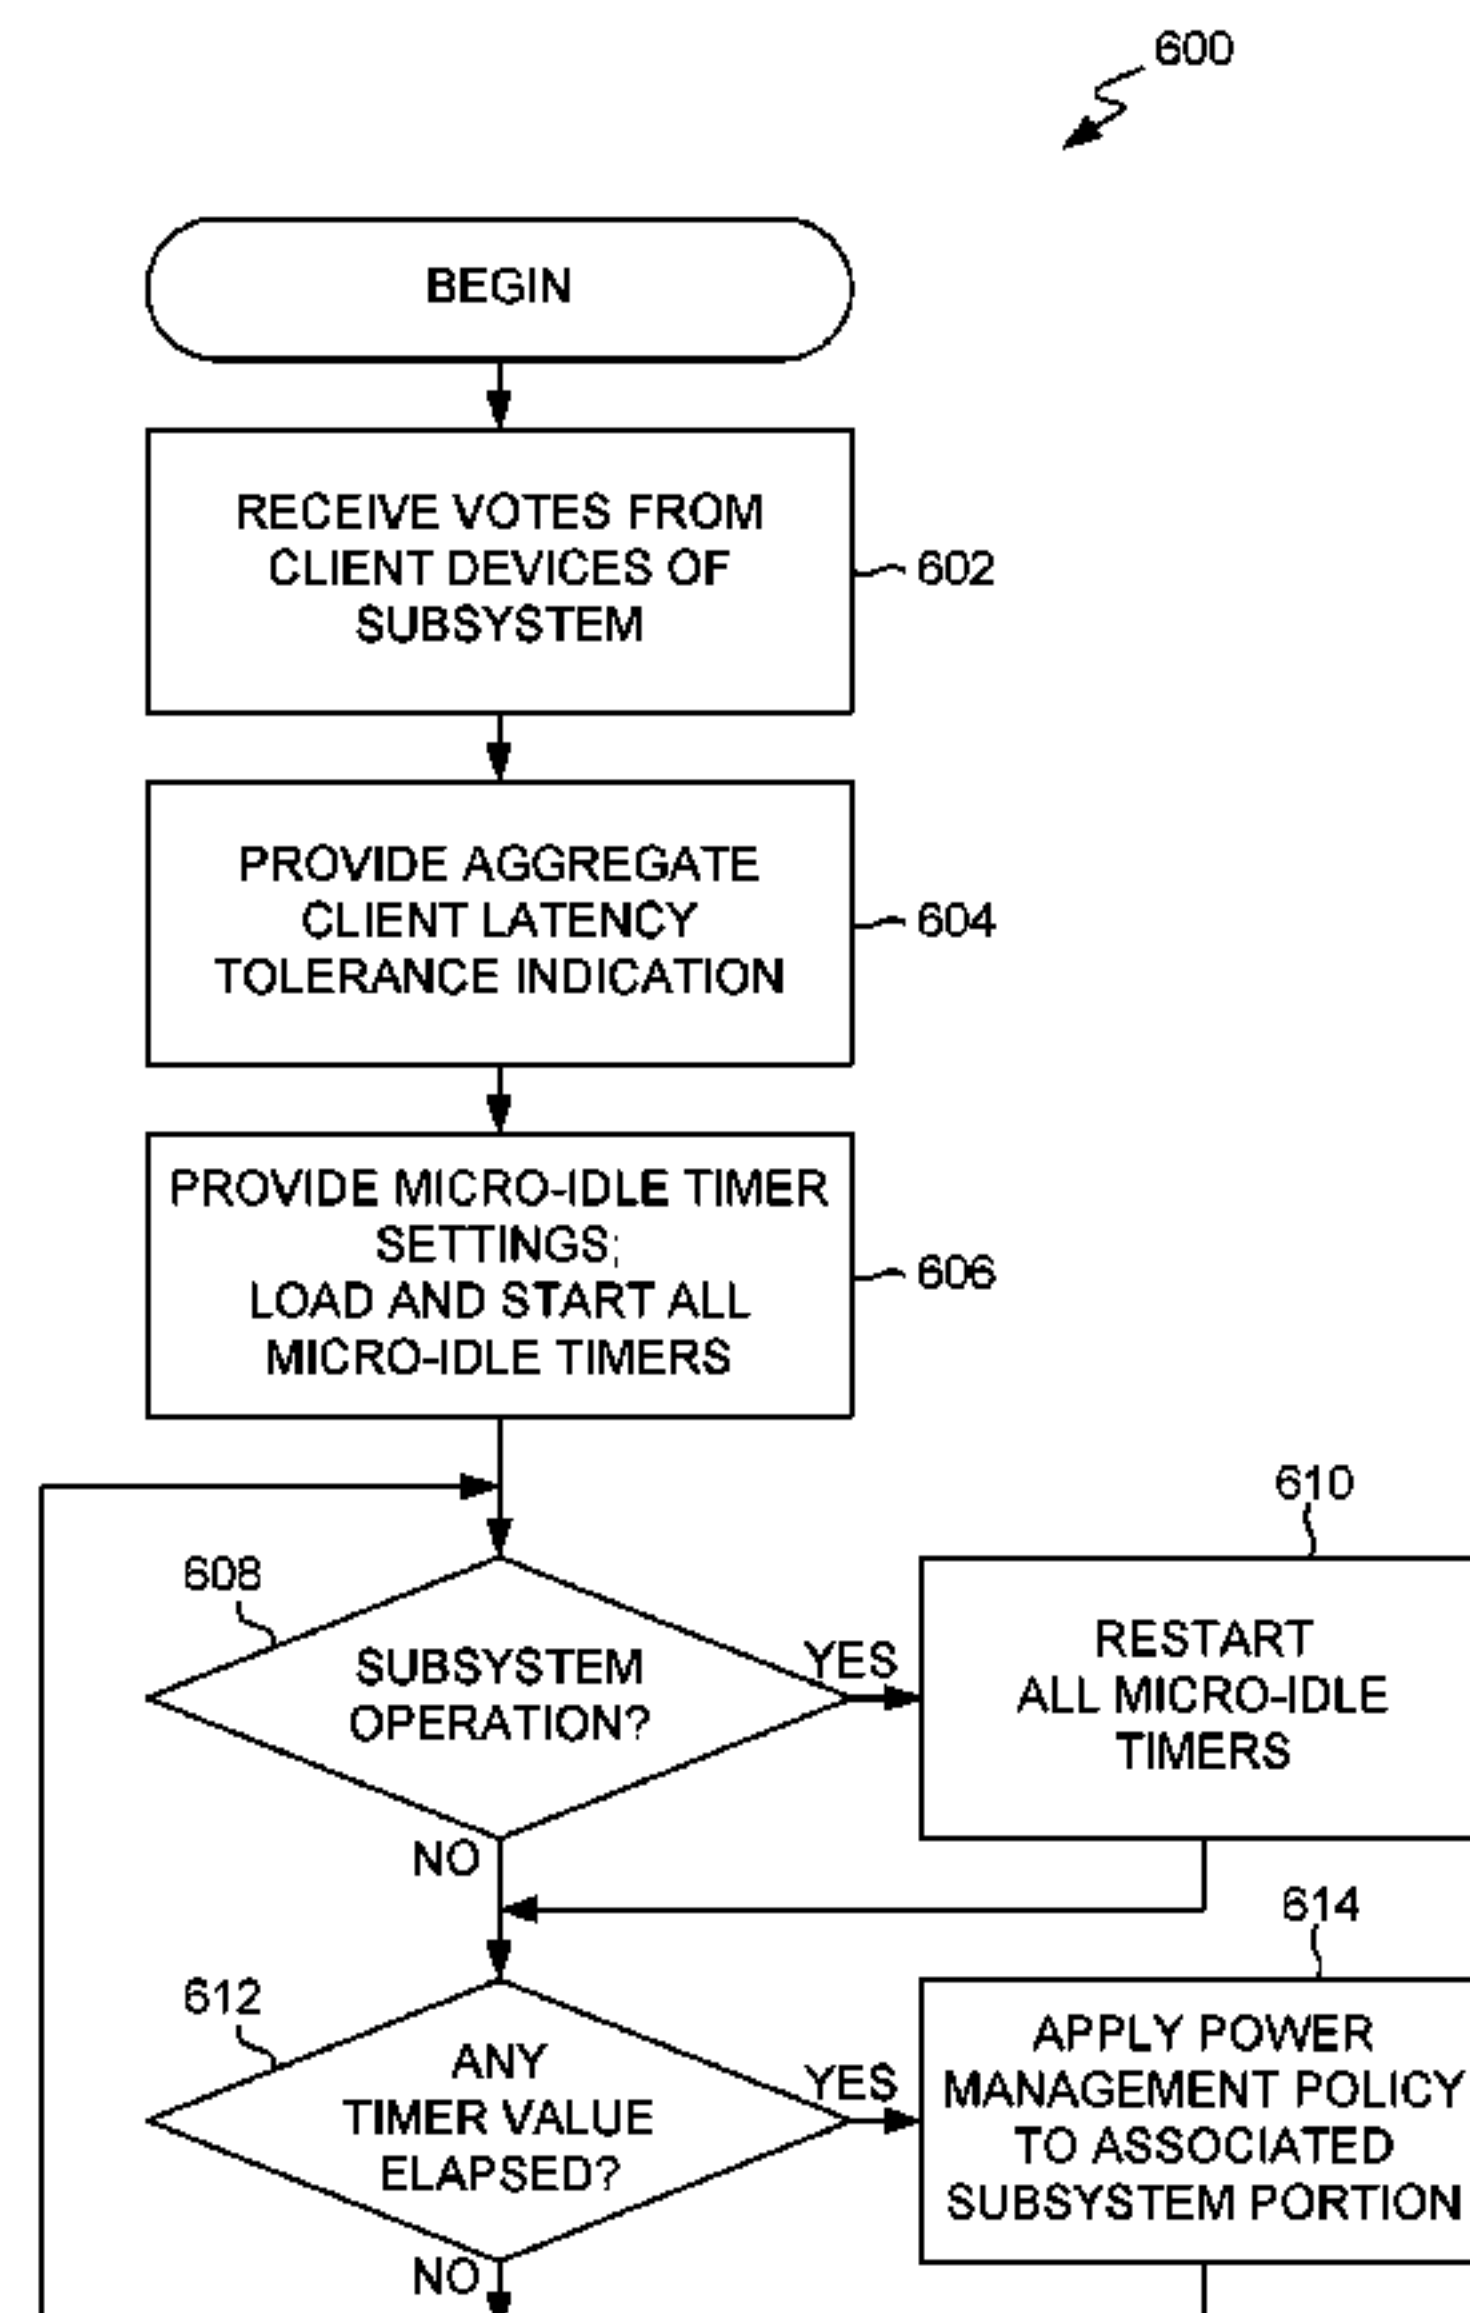 600
BEGIN
RECEIVE VOTES FROM
CLIENT DEVICES OF
SUBSYSTEM
602
PROVIDE AGGREGATE
CLIENT LATENCY
TOLERANCE INDICATION
604
PROVIDE MICRO-IDLE TIMER
SETTINGS;
LOAD AND START ALL
MICRO-IDLE TIMERS
606
608
SUBSYSTEM
OPERATION?
YES
NO
610
RESTART
ALL MICRO-IDLE
TIMERS
612
ANY
TIMER VALUE
ELAPSED?
YES
NO
614
APPLY POWER
MANAGEMENT POLICY
TO ASSOCIATED
SUBSYSTEM PORTION